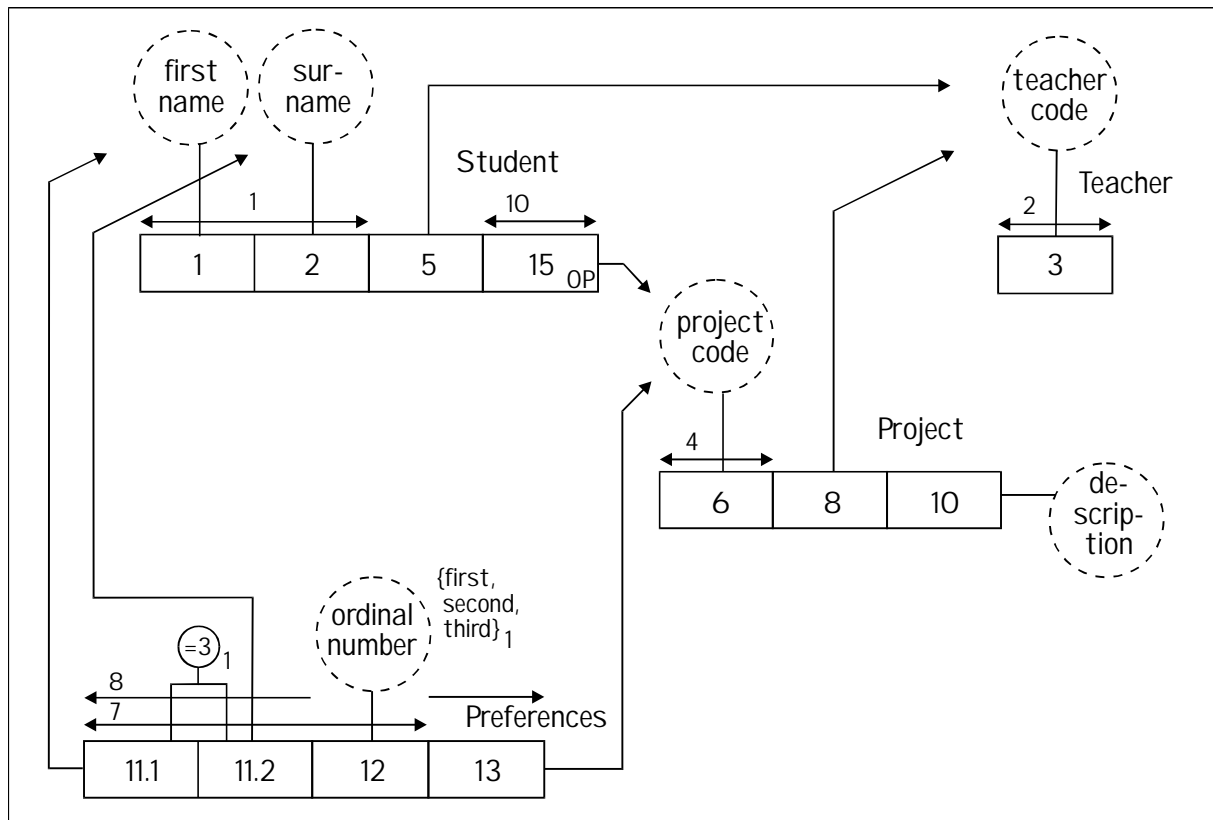 first
name
sur-
name
teacher
code
Student
Teacher
1
10
2
1
2
5
15
OP
3
project
code
Project
4
6
8
10
de-
scrip-
tion
{first,
second,
third}
1
ordinal
number
=3
1
8
7
Preferences
11.1
11.2
12
13